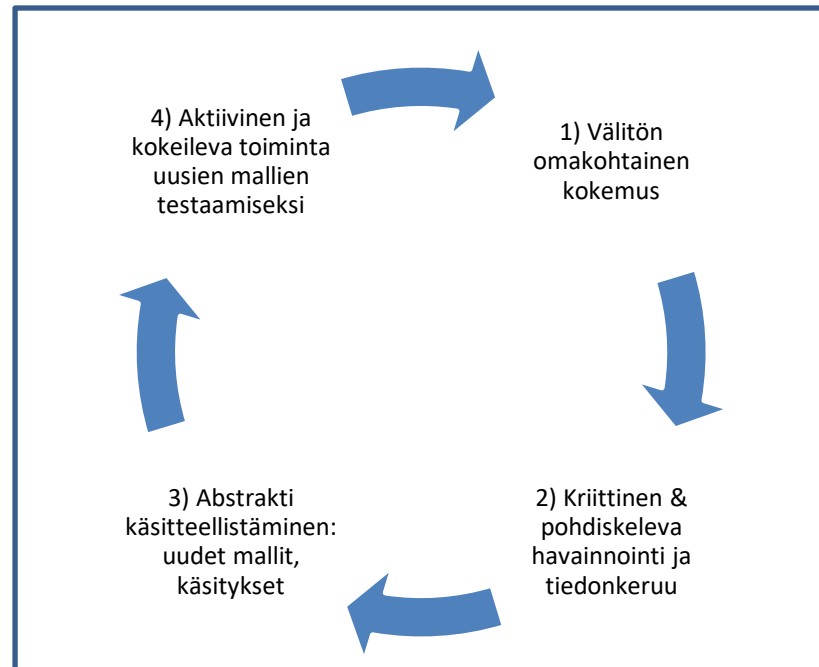 4) Aktiivinen ja
kokeileva toiminta
uusien mallien
testaamiseksi
1) Välitön
omakohtainen
kokemus
3) Abstrakti
käsitteellistäminen:
uudet mallit,
käsitykset
2) Kriittinen &
pohdiskeleva
havainnointi ja
tiedonkeruu